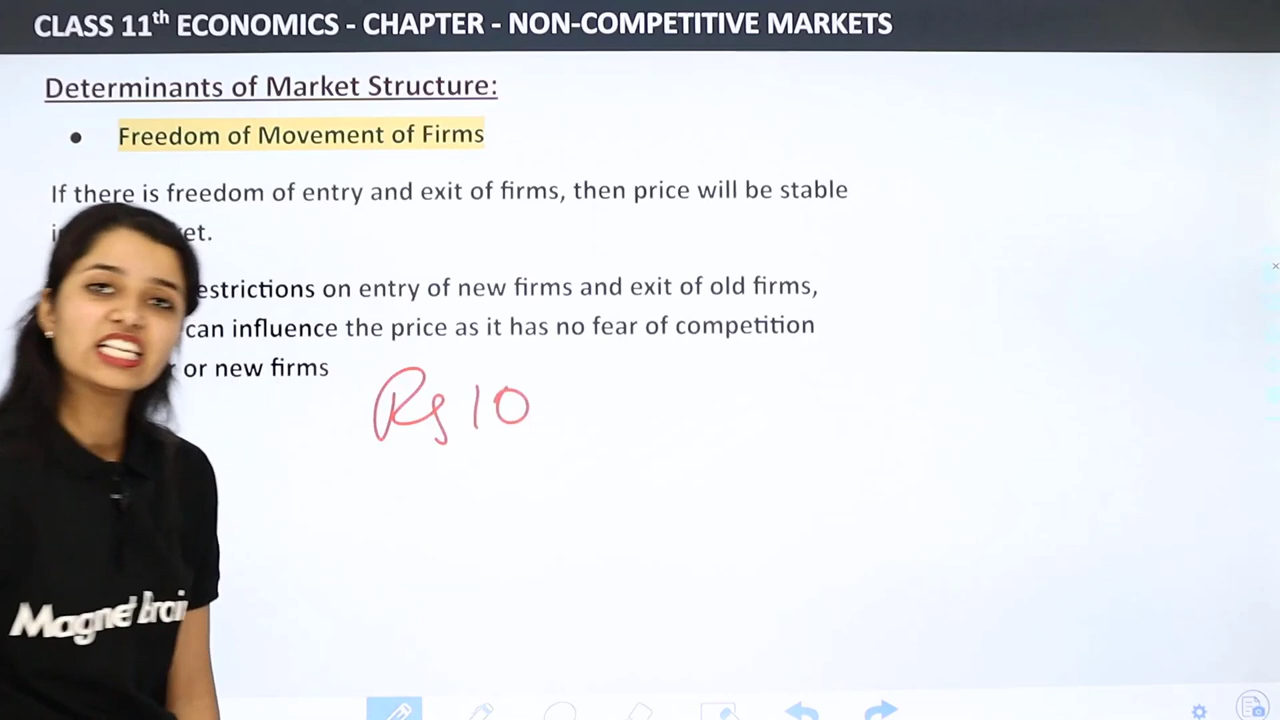 CLASS 11th ECONOMICS - CHAPTER - NON-COMPETITIVE MARKETS
Determinants of Market Structure:
• Freedom of Movement of Firms
If there is freedom of entry and exit of firms, then price will be stable
estrictions on entry of new firms and exit of old firms,
can influence the price as it has no fear of competition
or new firms
Rs 10
Magnet Brai